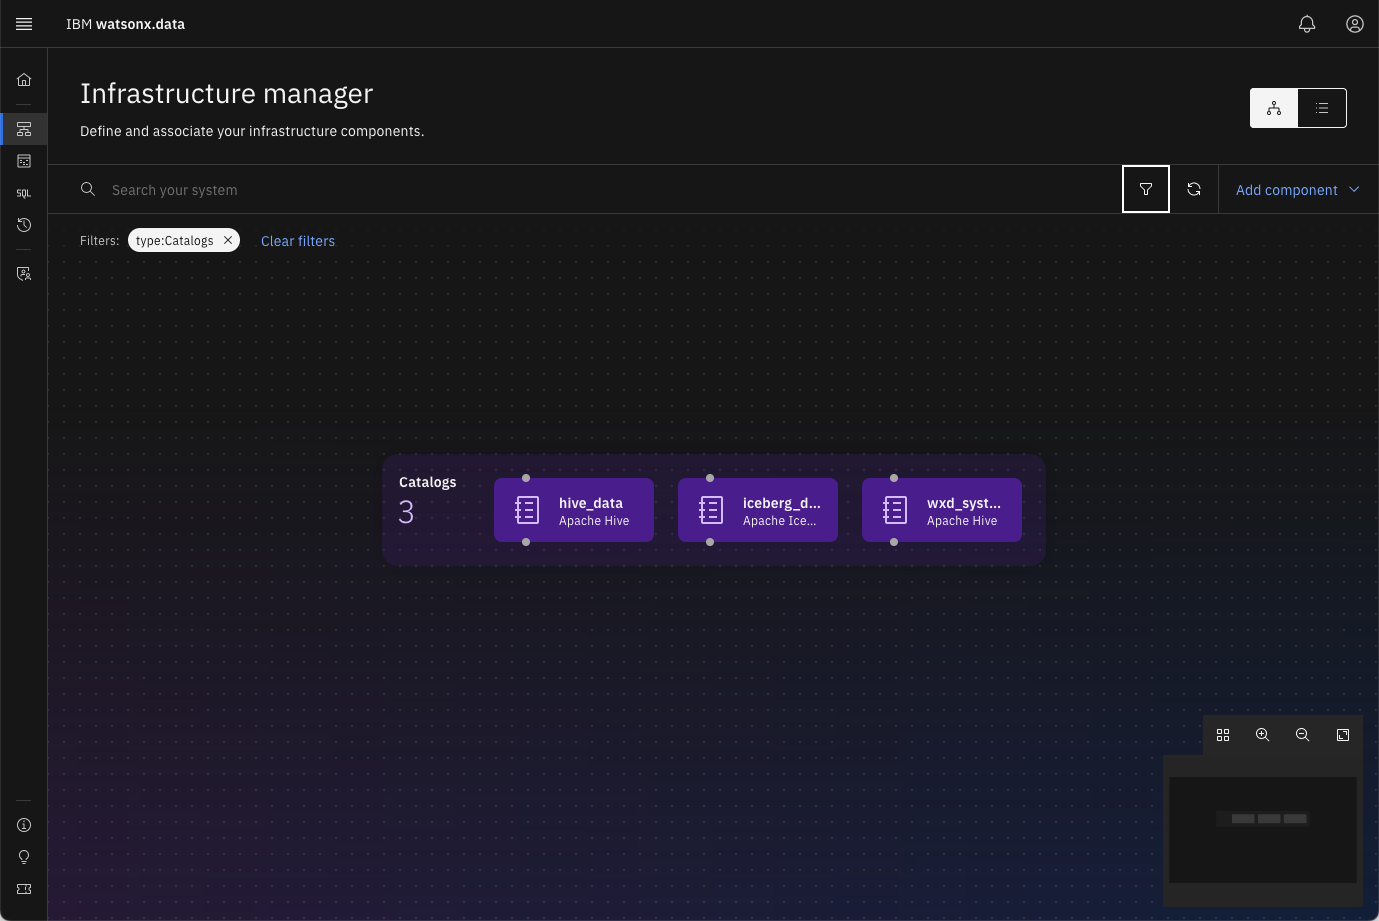 IBM watsonx.data
Infrastructure manager
Define and associate your infrastructure components.
Search your system
Add component
Filters: type:Catalogs Clear filters
SQL
Catalogs
3
hive_data
Apache Hive
iceberg_d...
Apache Ice...
wxd_syst...
Apache Hive